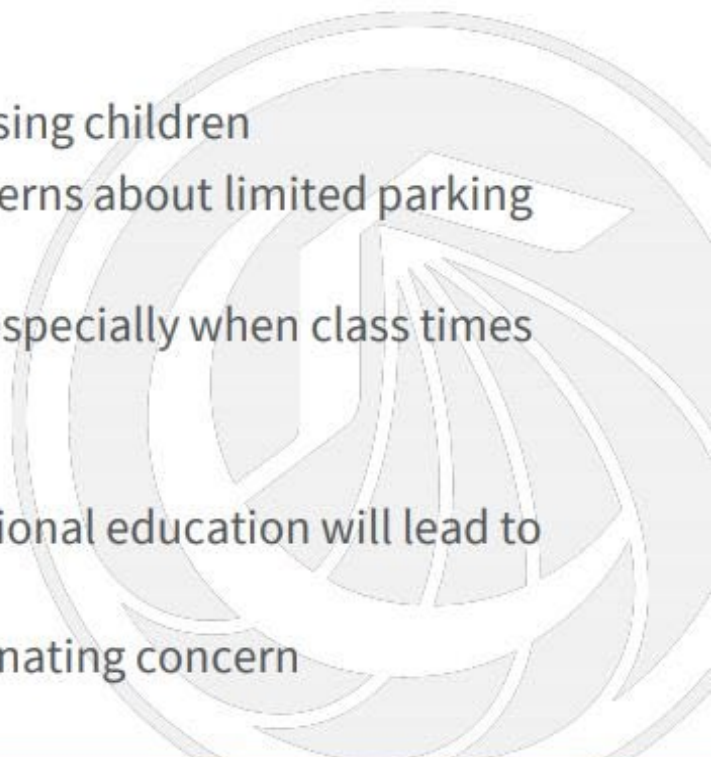 sing children
erns about limited parking
specially when class times
ional education will lead to
nating concern